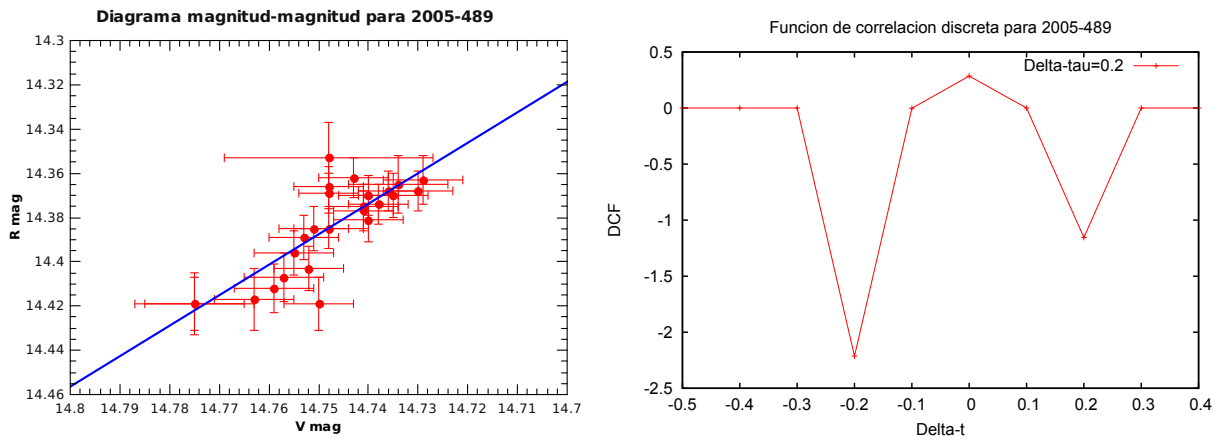 Diagrama magnitud-magnitud para 2005-489
14.3
14.32
14.34
14.36
14.38
14.4
14.42
14.44
14.46
R mag
14.8 14.79 14.78 14.77 14.76 14.75 14.74 14.73 14.72 14.71 14.7
V mag
Funcion de correlacion discreta para 2005-489
Delta-tau=0.2
0.5
0
-0.5
-1
-1.5
-2
-2.5
DCF
-0.5 -0.4 -0.3 -0.2 -0.1 0 0.1 0.2 0.3 0.4
Delta-t